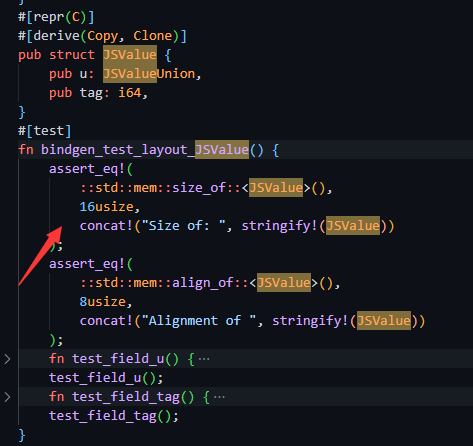 }
#[repr(C)]
#[derive(Copy, Clone)]
pub struct JSValue {
    pub u: JSValueUnion,
    pub tag: i64,
}
#[test]
fn bindgen_test_layout_JSValue() {
    assert_eq!(
        ::std::mem::size_of::<JSValue>(),
        16usize,
        concat!("Size of: ", stringify!(JSValue))
    );
    assert_eq!(
        ::std::mem::align_of::<JSValue>(),
        8usize,
        concat!("Alignment of ", stringify!(JSValue))
    );
    fn test_field_u() { ···
    test_field_u();
    fn test_field_tag() { ···
    test_field_tag();
}